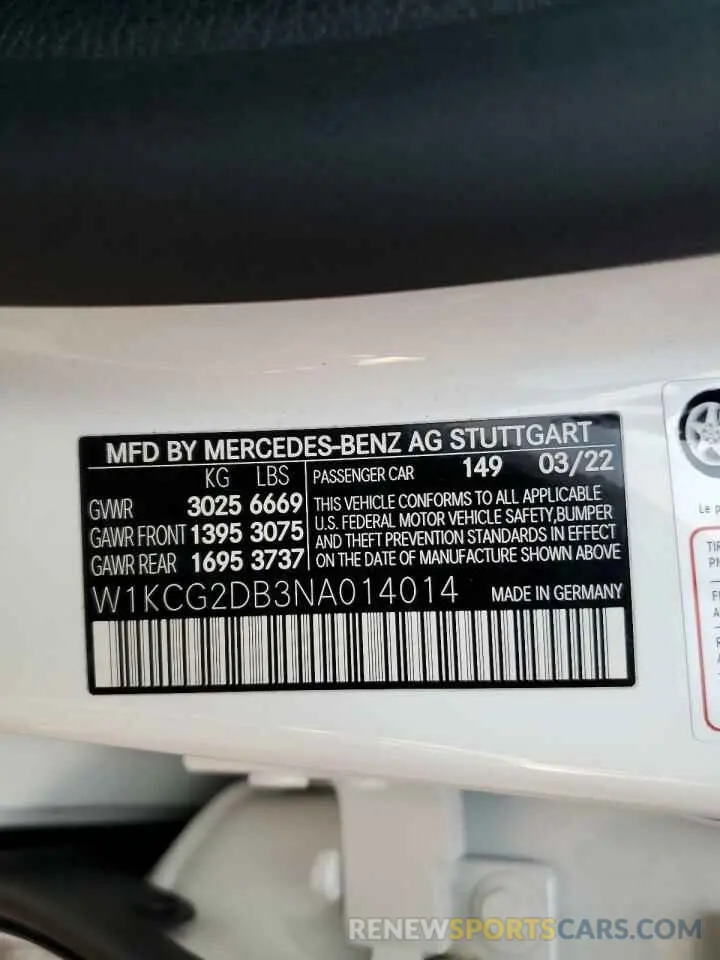 MFD BY MERCEDES-BENZ AG STUTTGART
KG LBS
GVWR 3025 6669
GAWR FRONT 1395 3075
GAWR REAR 1695 3737
PASSENGER CAR 149 03/22
THIS VEHICLE CONFORMS TO ALL APPLICABLE
U.S. FEDERAL MOTOR VEHICLE SAFETY,BUMPER
AND THEFT PREVENTION STANDARDS IN EFFECT
ON THE DATE OF MANUFACTURE SHOWN ABOVE
W1KCG2DB3NA014014 MADE IN GERMANY
Le
RENEWSPORTSCARS.COM